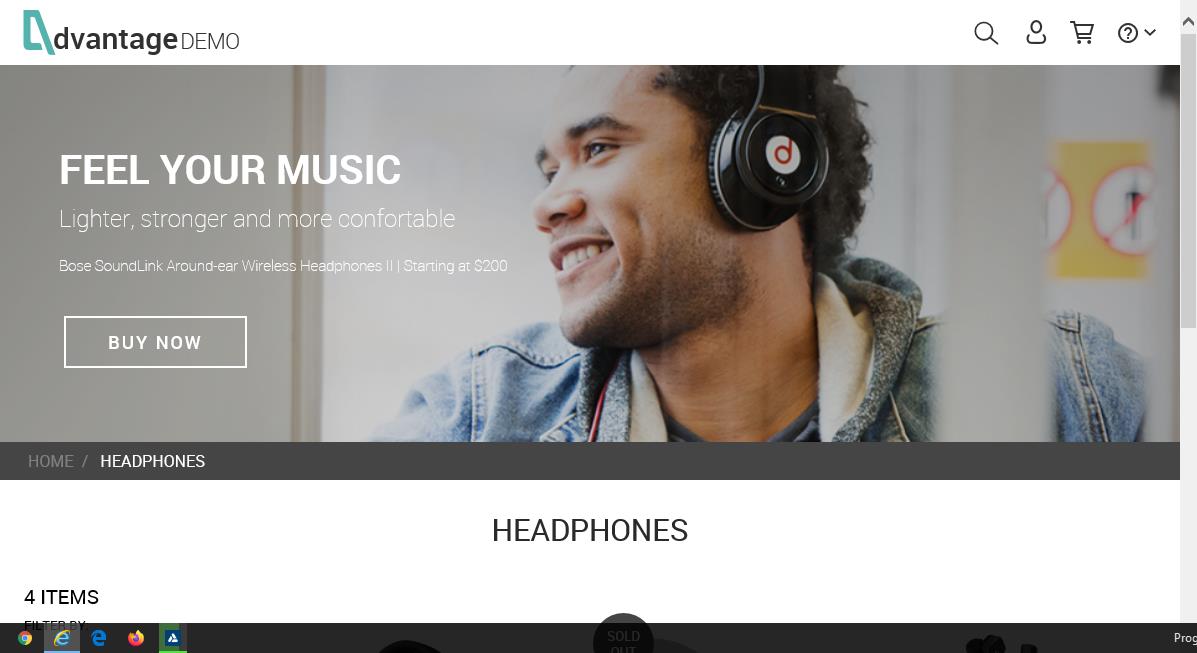 dvantage DEMO
FEEL YOUR MUSIC
Lighter, stronger and more confortable
Bose SoundLink Around-ear Wireless Headphones II | Starting at $200
BUY NOW
HOME / HEADPHONES
HEADPHONES
4 ITEMS
FILTER BY:
SOLD
OUT
Prog